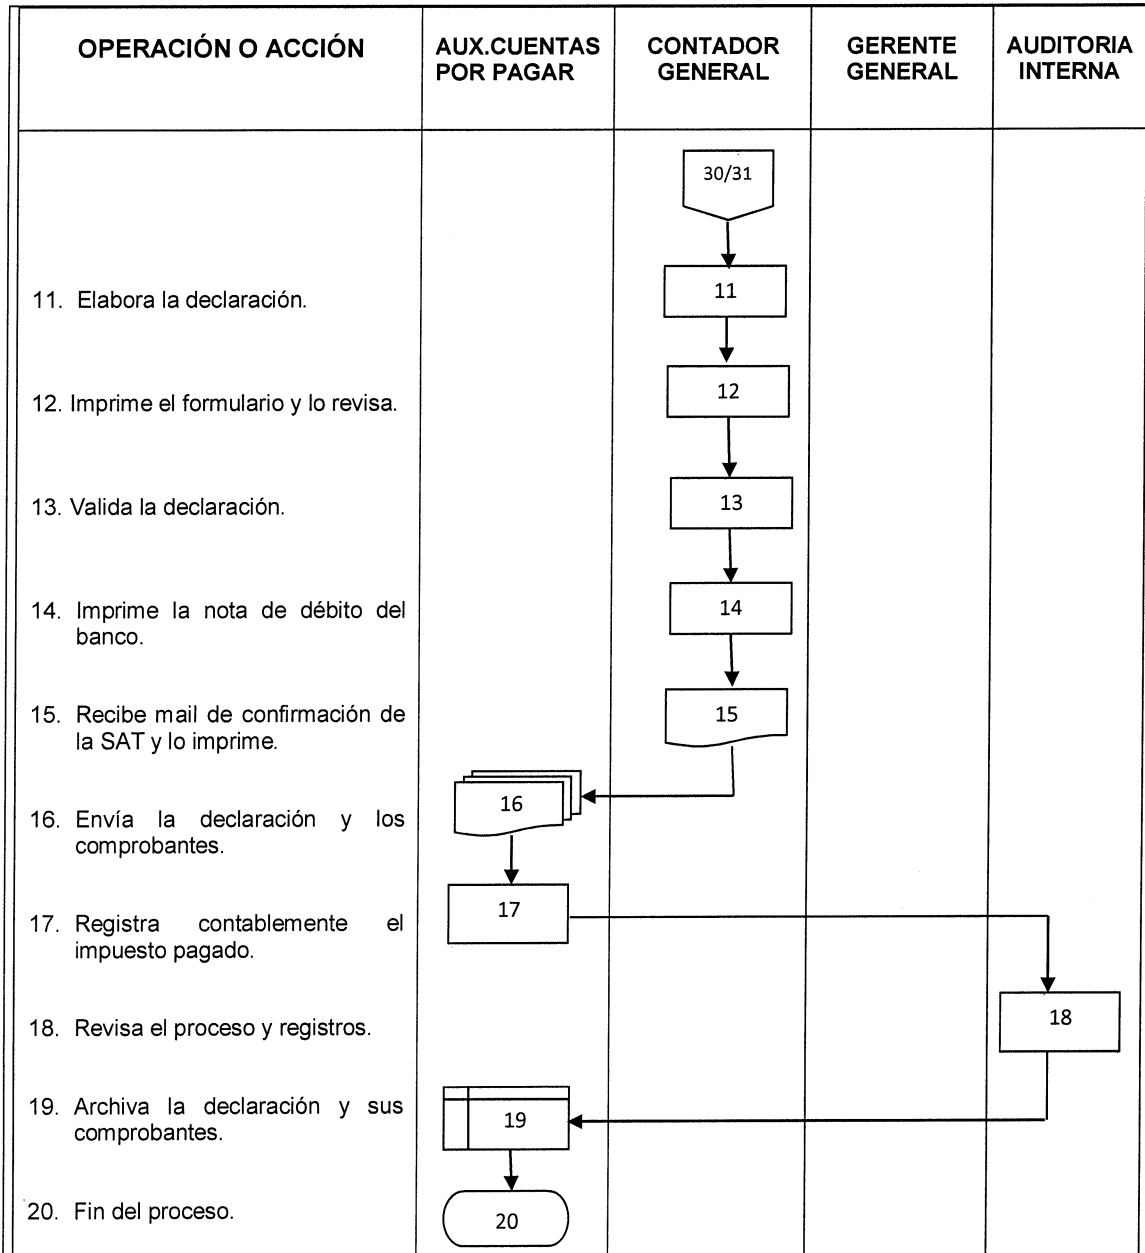 OPERACIÓN O ACCIÓN
AUX.CUENTAS
POR PAGAR
CONTADOR
GENERAL
GERENTE
GENERAL
AUDITORIA
INTERNA
30/31
11. Elabora la declaración.
11
12. Imprime el formulario y lo revisa.
12
13. Valida la declaración.
13
14. Imprime la nota de débito del
banco.
14
15. Recibe mail de confirmación de
la SAT y lo imprime.
15
16. Envía la declaración y los
comprobantes.
16
17. Registra contablemente el
impuesto pagado.
17
18. Revisa el proceso y registros.
18
19. Archiva la declaración y sus
comprobantes.
19
20. Fin del proceso.
20